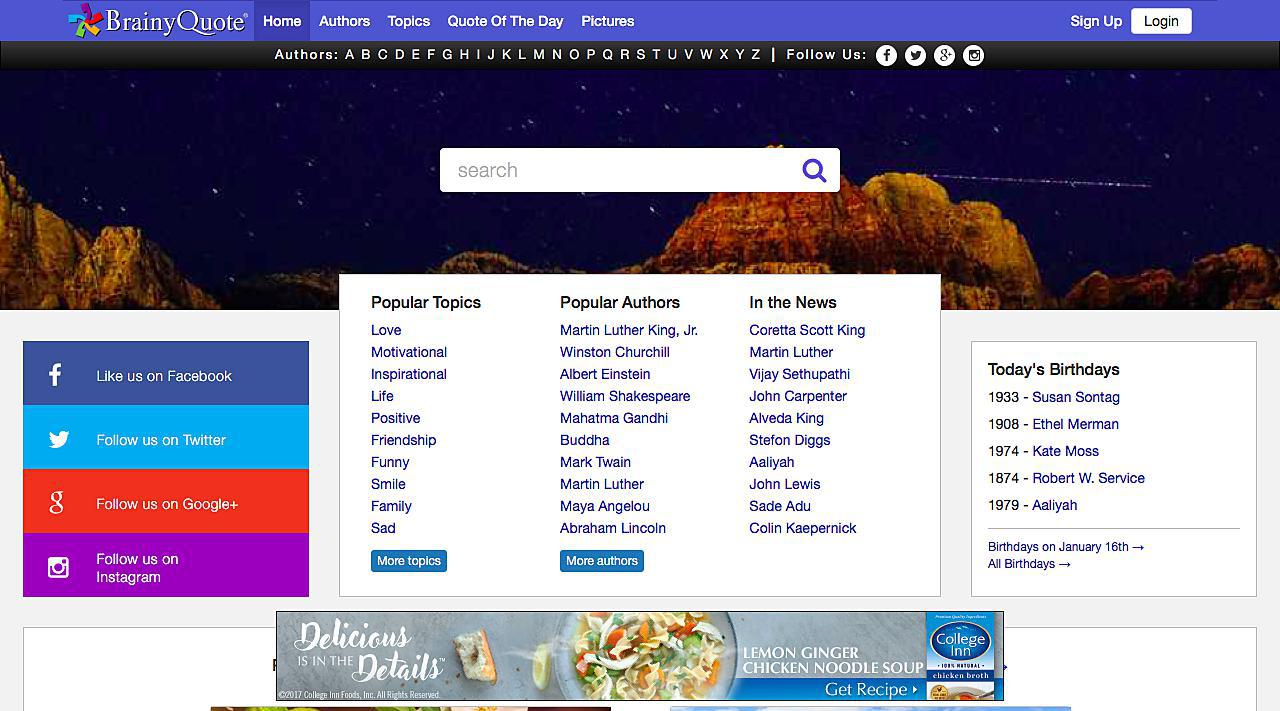 BrainyQuote® Home Authors Topics Quote Of The Day Pictures Sign Up Login
Authors: A B C D E F G H I J K L M N O P Q R S T U V W X Y Z | Follow Us:
search
Popular Topics
Love
Motivational
Inspirational
Life
Positive
Friendship
Funny
Smile
Family
Sad
More topics
Popular Authors
Martin Luther King, Jr.
Winston Churchill
Albert Einstein
William Shakespeare
Mahatma Gandhi
Buddha
Mark Twain
Martin Luther
Maya Angelou
Abraham Lincoln
More authors
In the News
Coretta Scott King
Martin Luther
Vijay Sethupathi
John Carpenter
Alveda King
Stefon Diggs
Aaliyah
John Lewis
Sade Adu
Colin Kaepernick
Like us on Facebook
Follow us on Twitter
Follow us on Google+
Follow us on
Instagram
Today's Birthdays
1933 - Susan Sontag
1908 - Ethel Merman
1974 - Kate Moss
1874 - Robert W. Service
1979 - Aaliyah
Birthdays on January 16th →
All Birthdays →
Delicious
IS IN THE Details™
©2017 College Inn Foods, Inc. All Rights Reserved.
LEMON GINGER
CHICKEN NOODLE SOUP
Get Recipe
Premium Quality Ingredients
College
Inn
100% NATURAL
chicken broth
College